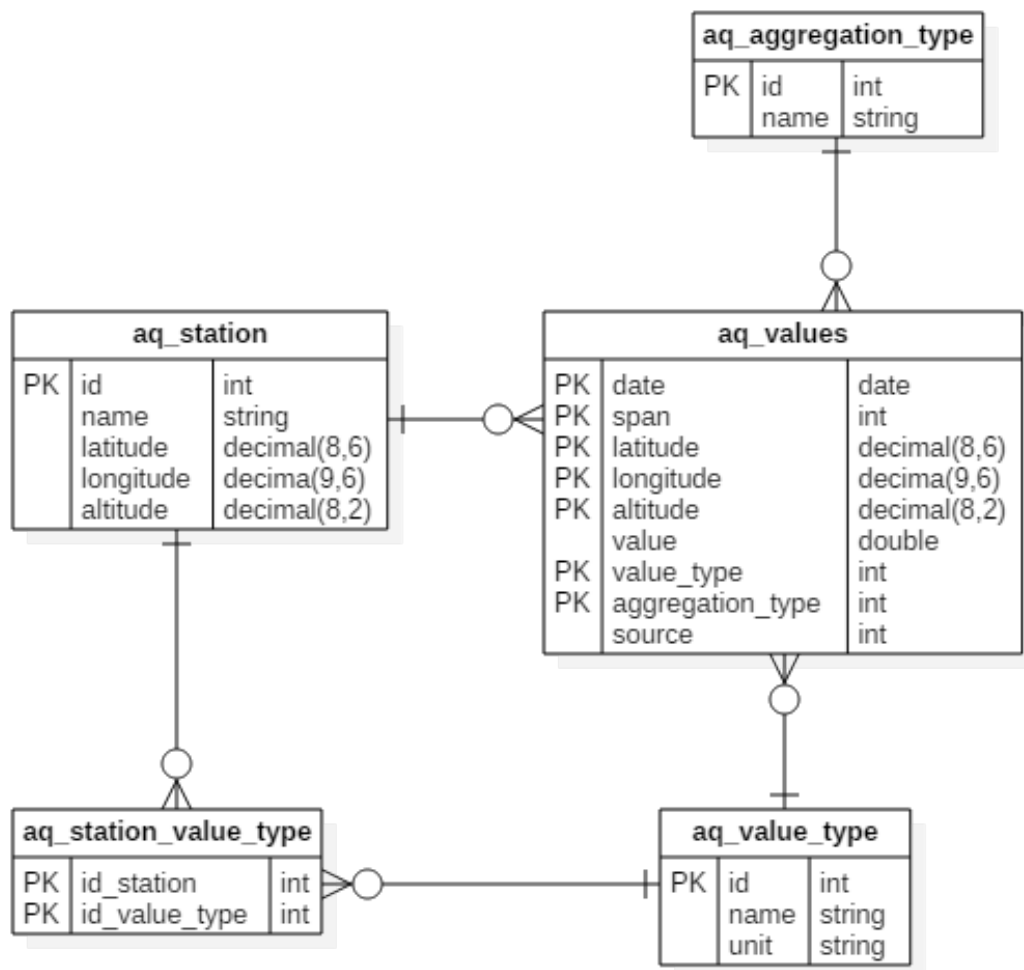 aq_aggregation_type
PK id int
name string
aq_station
PK id int
name string
latitude decimal(8,6)
longitude decima(9,6)
altitude decimal(8,2)
aq_values
PK date date
PK span int
PK latitude decimal(8,6)
PK longitude decima(9,6)
PK altitude decimal(8,2)
value double
PK value_type int
PK aggregation_type int
source int
aq_station_value_type
PK id_station int
PK id_value_type int
aq_value_type
PK id int
name string
unit string